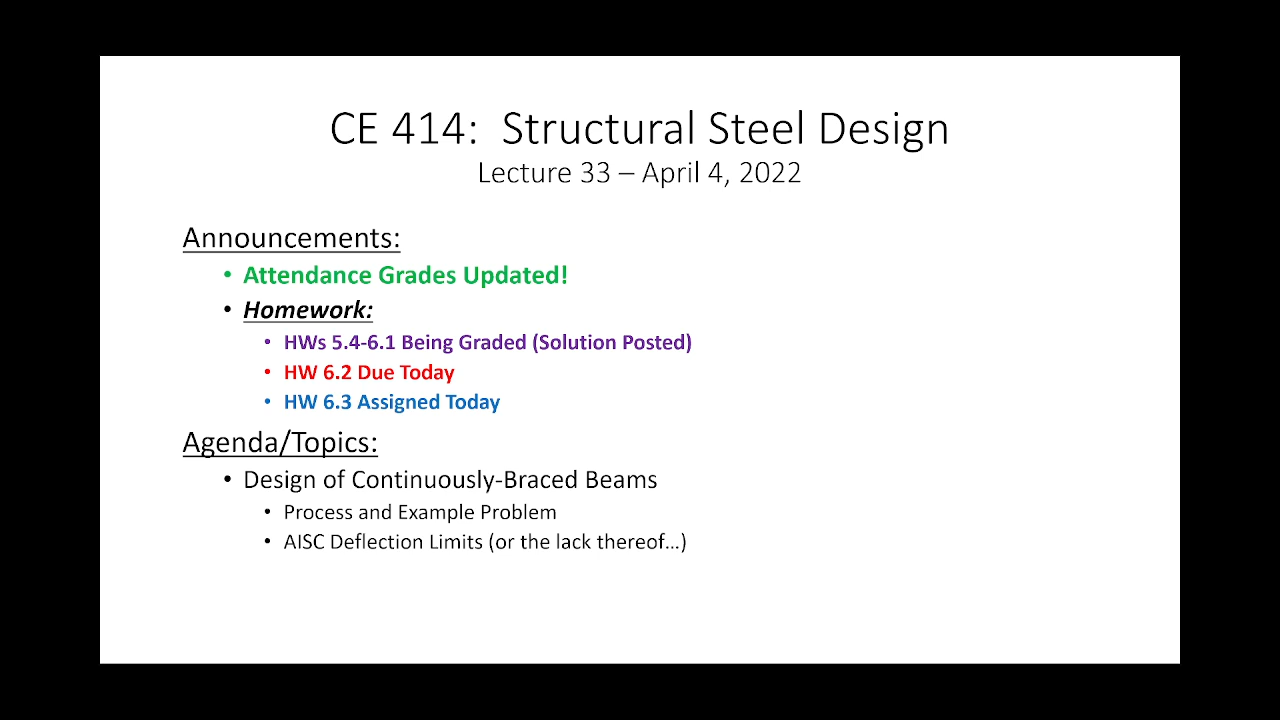 CE 414:  Structural Steel Design
Lecture 33 – April 4, 2022
Announcements:
• Attendance Grades Updated!
• Homework:
• HWs 5.4-6.1 Being Graded (Solution Posted)
• HW 6.2 Due Today
• HW 6.3 Assigned Today
Agenda/Topics:
• Design of Continuously-Braced Beams
• Process and Example Problem
• AISC Deflection Limits (or the lack thereof…)